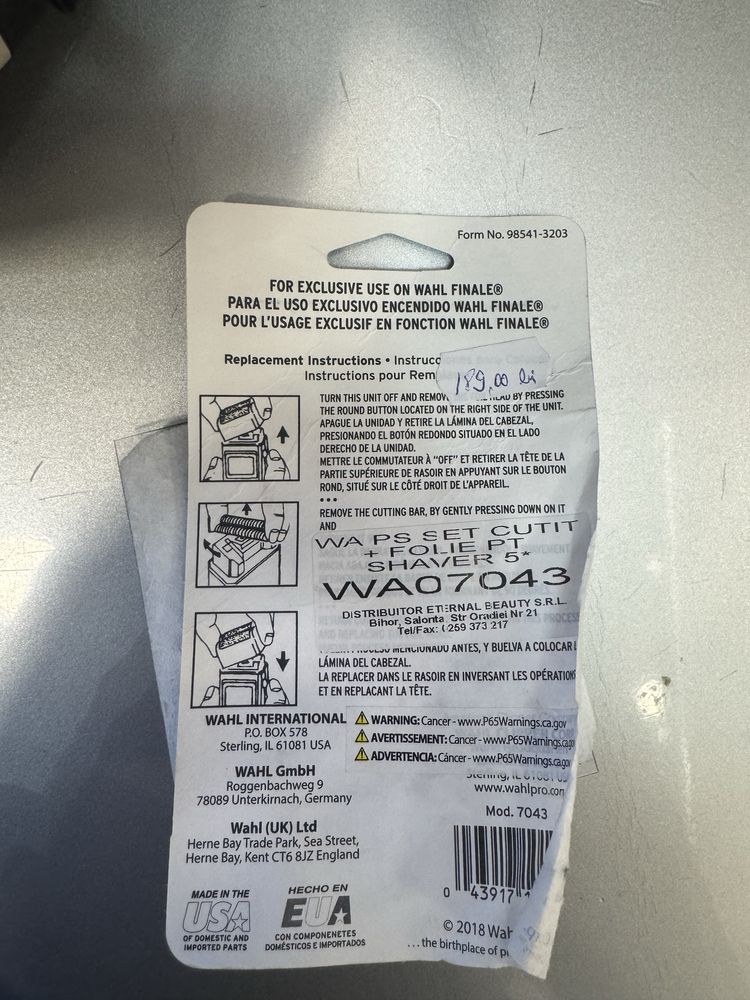 Form No. 98541-3203
FOR EXCLUSIVE USE ON WAHL FINALE®
PARA EL USO EXCLUSIVO ENCENDIDO WAHL FINALE®
POUR L'USAGE EXCLUSIF EN FONCTION WAHL FINALE®
Replacement Instructions •
Instructions pour
189,00 lei
TURN THIS UNIT OFF AND HEAD BY PRESSING
THE ROUND BUTTON LOCATED ON THE RIGHT SIDE OF THE UNIT.
APAGUE LA UNIDAD Y RETIRE LA LÁMINA DEL CABEZAL,
PRESIONANDO EL BOTÓN REDONDO SITUADO EN EL LADO
DERECHO DE LA UNIDAD.
METTRE LE COMMUTATEUR À "OFF" ET RETIRER LA TÊTE DE LA
PARTIE SUPÉRIEURE DE RASOIR EN APPUYANT SUR LE BOUTON
ROND, SITUÉ SUR LE CÔTÉ DROIT DE L'APPAREIL.
•••
REMOVE THE CUTTING BAR, BY GENTLY PRESSING DOWN ON IT
AND
WA PS SET CUTIT
+ FOLIE PT
SHAVER 5*
WA07043
DISTRIBUITOR ETERNAL BEAUTY S.R.L.
Bihor, Salonta, Str Oradiei Nr 21
Tel/Fax: 0259 373 217
MENCIONADO ANTES, Y BUELVA A COLOCAR
LÁMINA DEL CABEZAL.
LA REPLACER DANS LE RASOIR EN INVERSANT LES
ET EN REPLACANT LA TÊTE.
WAHL INTERNATIONAL
P.O. BOX 578
Sterling, IL 61081 USA
WARNING: Cancer - www.P65Warnings.ca.gov
AVERTISSEMENT: Cancer - www.P65Warnings.ca.gov
ADVERTENCIA: Cáncer - www.P65Warnings.ca.gov
WAHL GmbH
Roggenbachweg 9
78089 Unterkirnach, Germany
www.wahlpro.com
Mod. 7043
Wahl (UK) Ltd
Herne Bay Trade Park, Sea Street,
Herne Bay, Kent CT6 8JZ England
0 43917
MADE IN THE
USA
OF DOMESTIC AND
IMPORTED PARTS
HECHO EN
EUA
CON COMPONENETES
DOMÉSTICOS E IMPORTADOS
© 2018
...the birthplace of